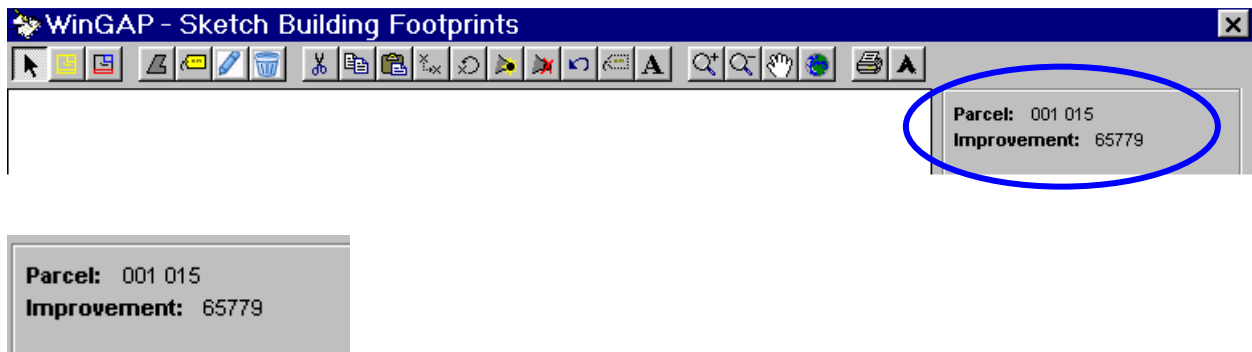 WinGAP - Sketch Building Footprints
A
Parcel: 001 015
Improvement: 65779
Parcel: 001 015
Improvement: 65779